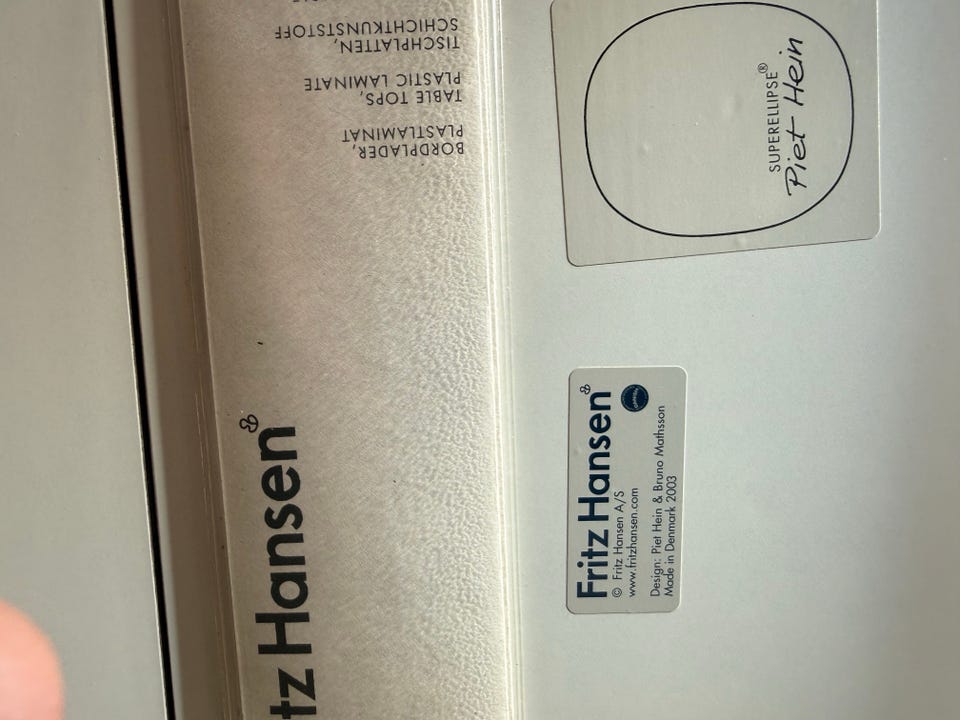 BORDPLADER,
PLASTLAMINAT
TABLE TOPS,
PLASTIC LAMINATE
TISCHPLATTEN,
SCHICHTKUNSTSTOFF
tz Hansen
SUPERELLIPSE®
Piet Hein
Fritz Hansen
© Fritz Hansen A/S
www.fritzhansen.com
Design: Piet Hein & Bruno Mathsson
Made in Denmark 2003